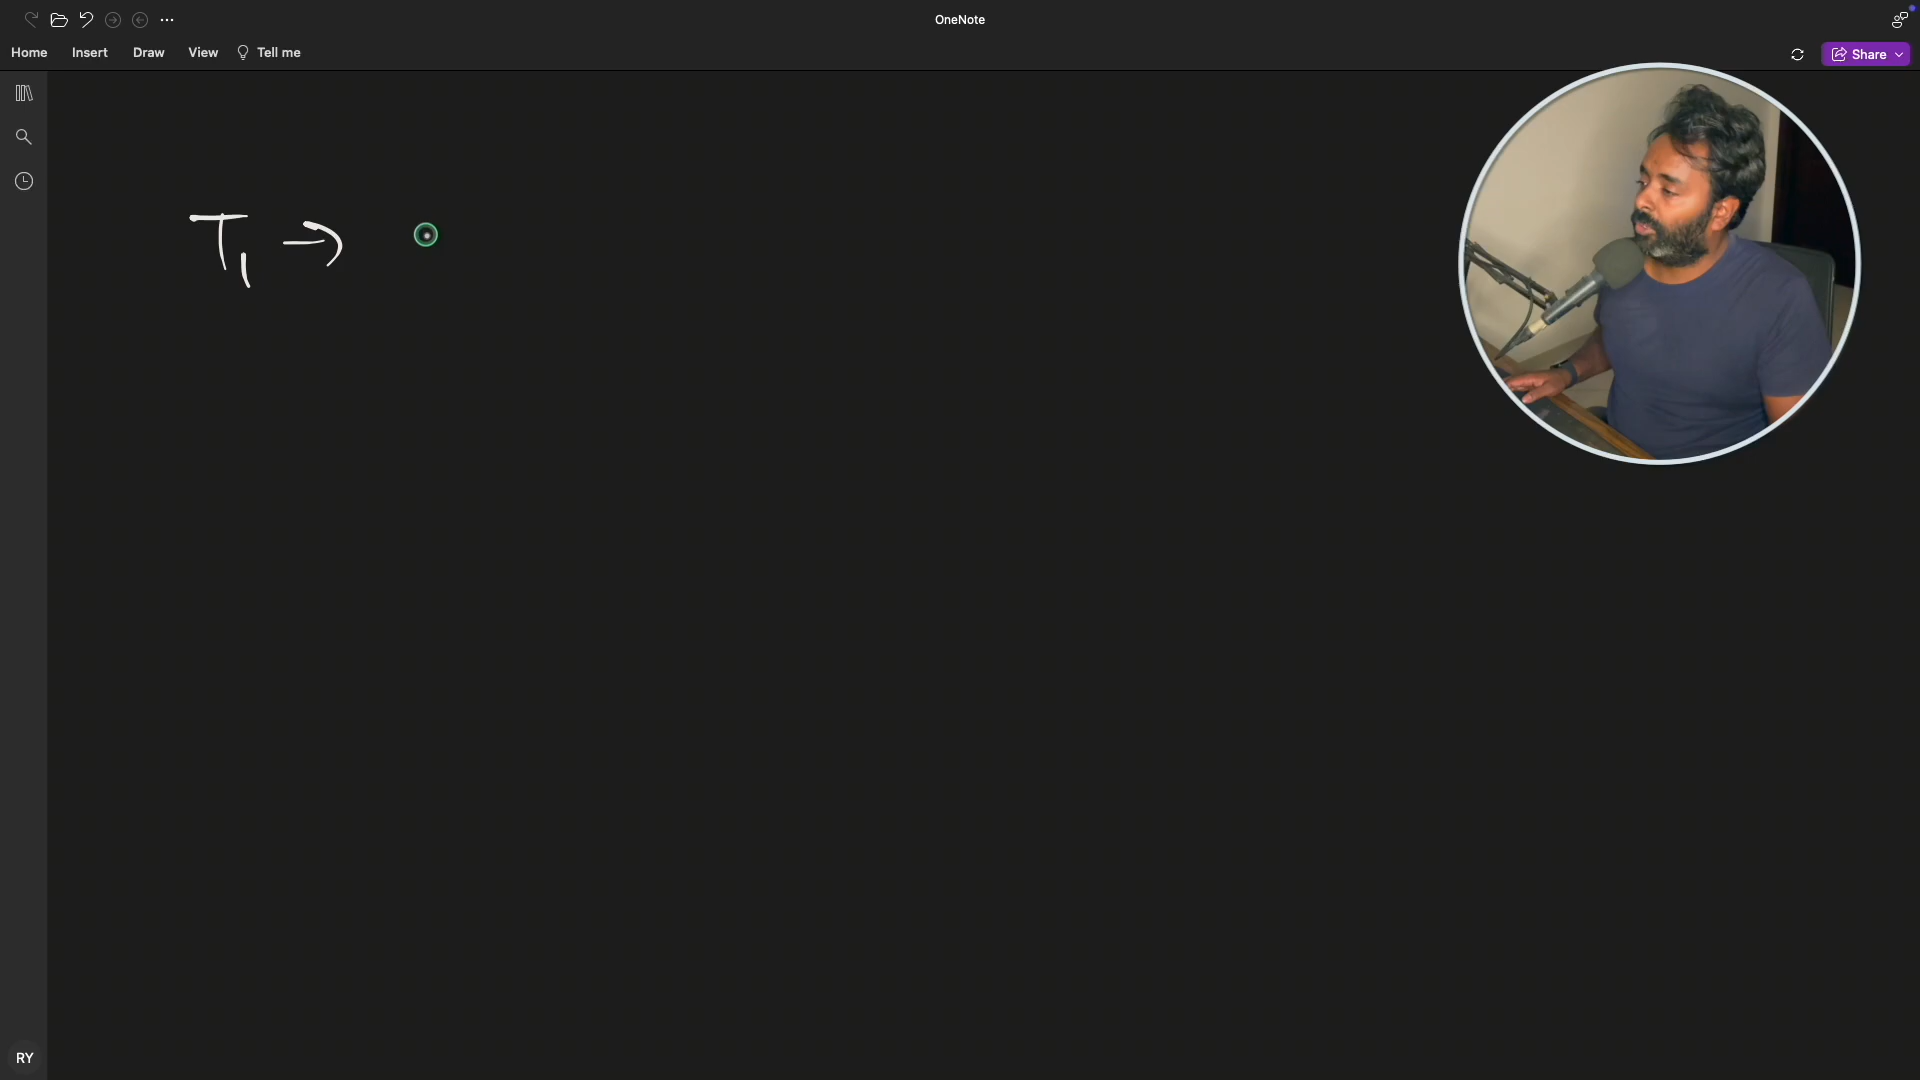 OneNote
Home Insert Draw View Tell me
Share
T₁ →
RY